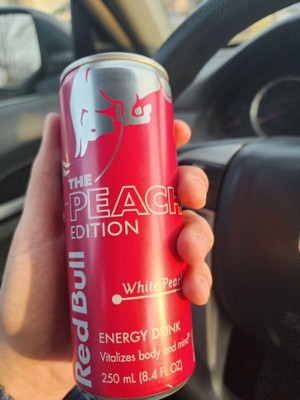 THE
PEACH
EDITION
Red Bull
White Peach
ENERGY DRINK
Vitalizes body and mind®
250 mL (8.4 FL OZ)